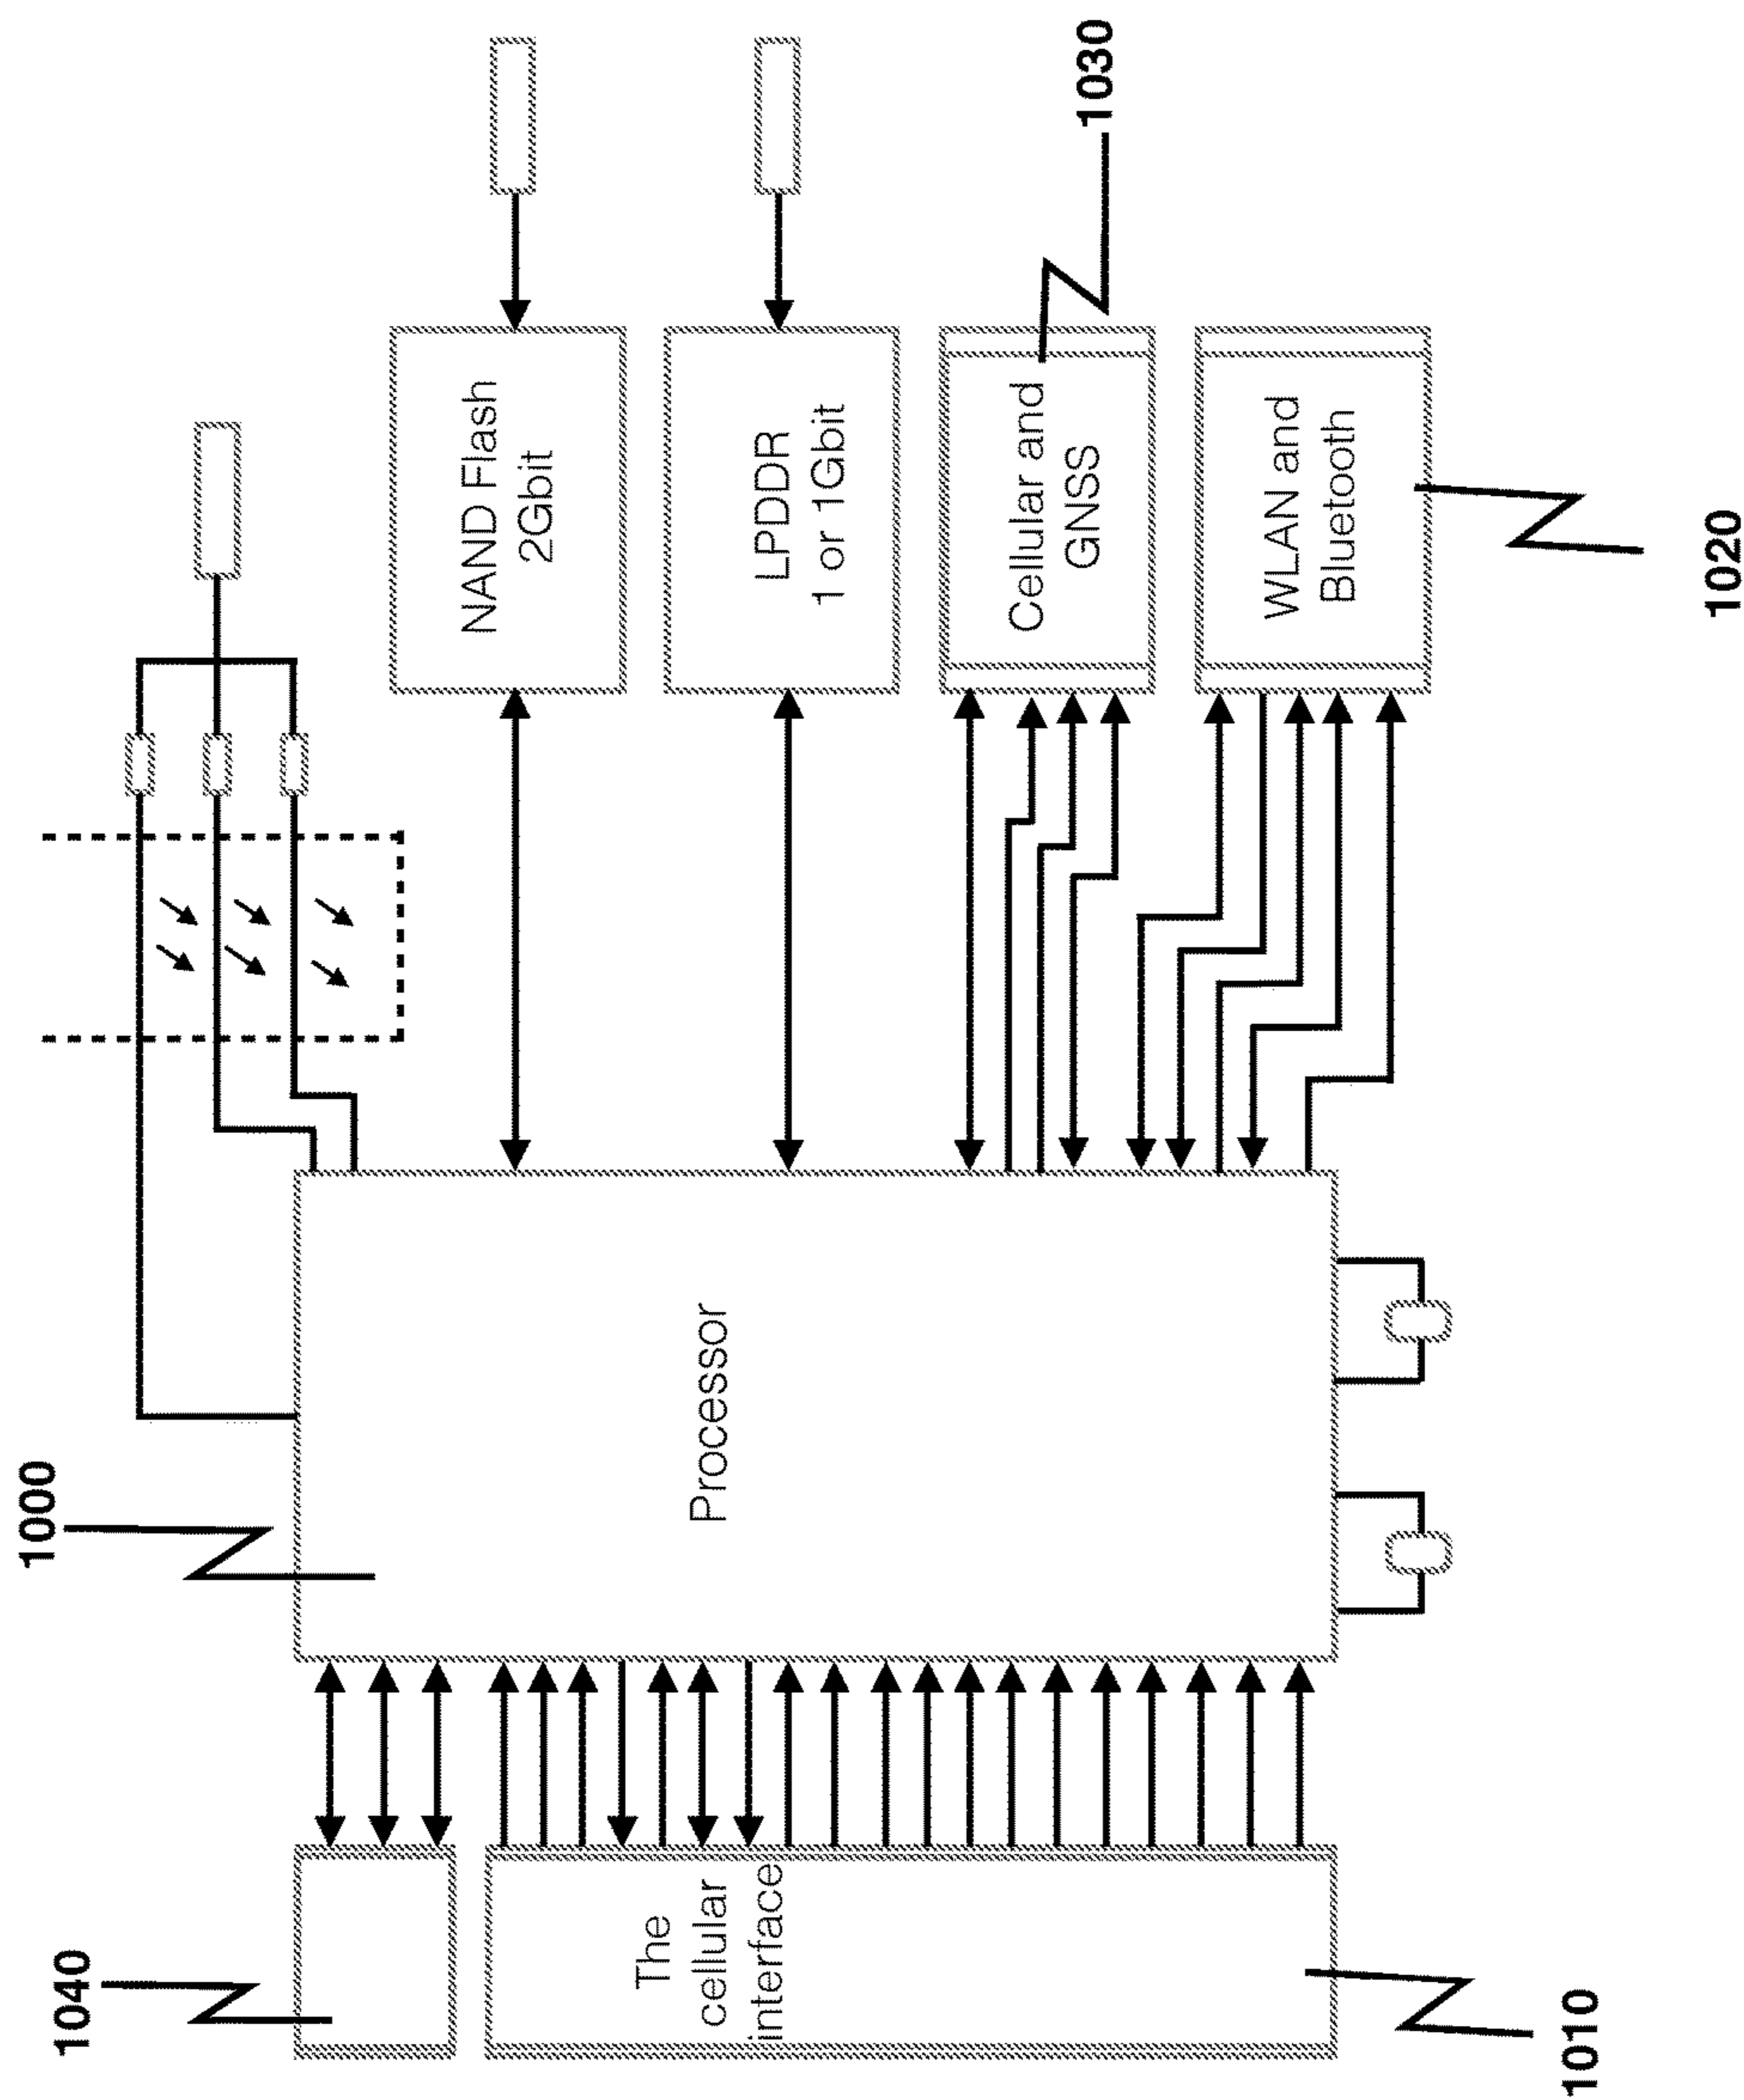 1040
1000
The
cellular
interface
1010
Processor
NAND Flash
2Gbit
LPDDR
1 or 1Gbit
Cellular and
GNSS
1030
WLAN and
Bluetooth
1020